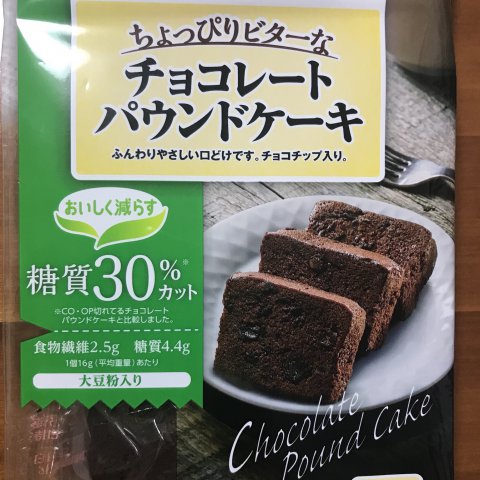 ちょっぴりビターな
チョコレート
パウンドケーキ
ふんわりやさしい口どけです。チョコチップ入り。
おいしく減らす
糖質30%※カット
※CO・OP切れてるチョコレート
パウンドケーキと比較しました。
食物繊維2.5g 糖質4.4g
1個16g(平均重量)あたり
大豆粉入り
Chocolate
Pound Cake